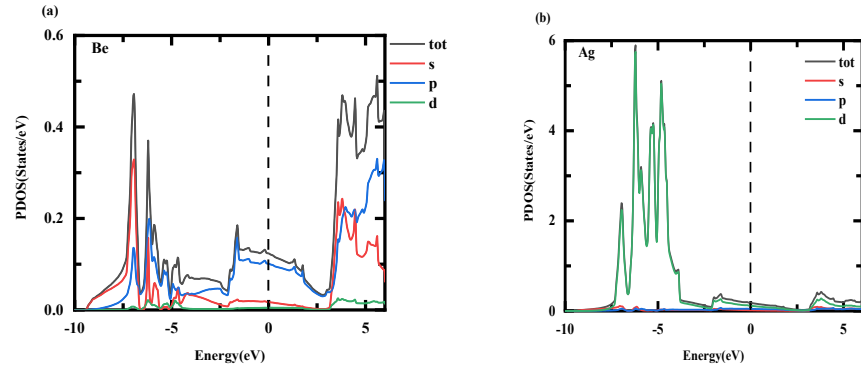 (a)
Be
tot
s
p
d
0.6
0.4
0.2
0.0
PDOS(States/eV)
-10
-5
0
5
Energy(eV)
(b)
Ag
tot
s
p
d
6
4
2
0
PDOS(States/eV)
-10
-5
0
5
Energy(eV)